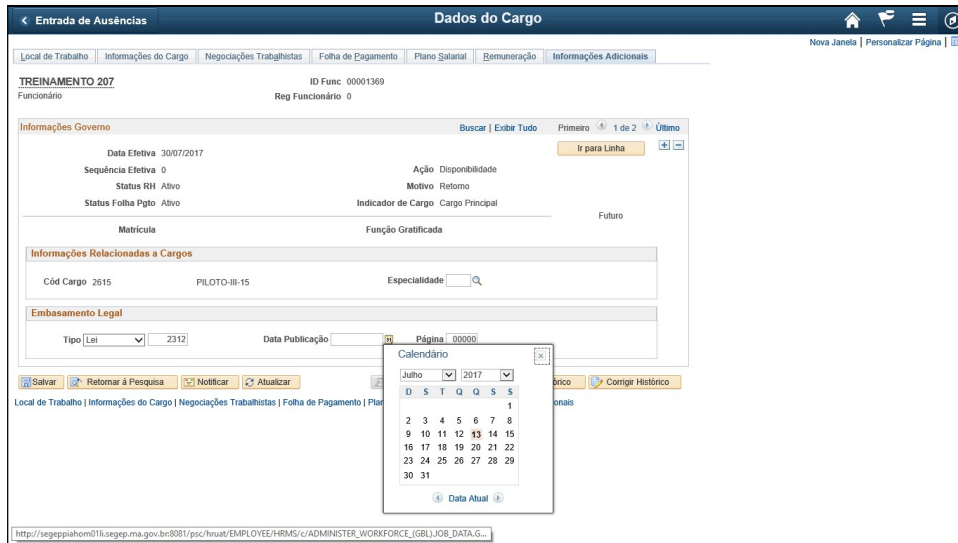 Entrada de Ausências Dados do Cargo
Nova Janela | Personalizar Página |
Local de Trabalho Informações do Cargo Negociações Trabalhistas Folha de Pagamento Plano Salarial Remuneração Informações Adicionais
TREINAMENTO 207 ID Func 00001369
Funcionário Reg Funcionário 0
Informações Governo Buscar | Exibir Tudo Primeiro 1 de 2 Último
Data Efetiva 30/07/2017 Ir para Linha
Sequência Efetiva 0 Ação Disponibilidade
Status RH Ativo Motivo Retorno
Status Folha Pgto Ativo Indicador de Cargo Cargo Principal
Futuro
Matrícula Função Gratificada
Informações Relacionadas a Cargos
Cód Cargo 2615 PILOTO-III-15 Especialidade
Embasamento Legal
Tipo Lei 2312 Data Publicação Página 00000
Calendário
Julho 2017
D S T Q Q S S
1
2 3 4 5 6 7 8
9 10 11 12 13 14 15
16 17 18 19 20 21 22
23 24 25 26 27 28 29
30 31
Data Atual
Salvar Retornar à Pesquisa Notificar Atualizar Corrigir Histórico
Local de Trabalho | Informações do Cargo | Negociações Trabalhistas | Folha de Pagamento |
http://segeppiahom01li.segep.ma.gov.br:8081/psc/hruat/EMPLOYEE/HRMS/c/ADMINISTER_WORKFORCE_(GBL).JOB_DATA.G...